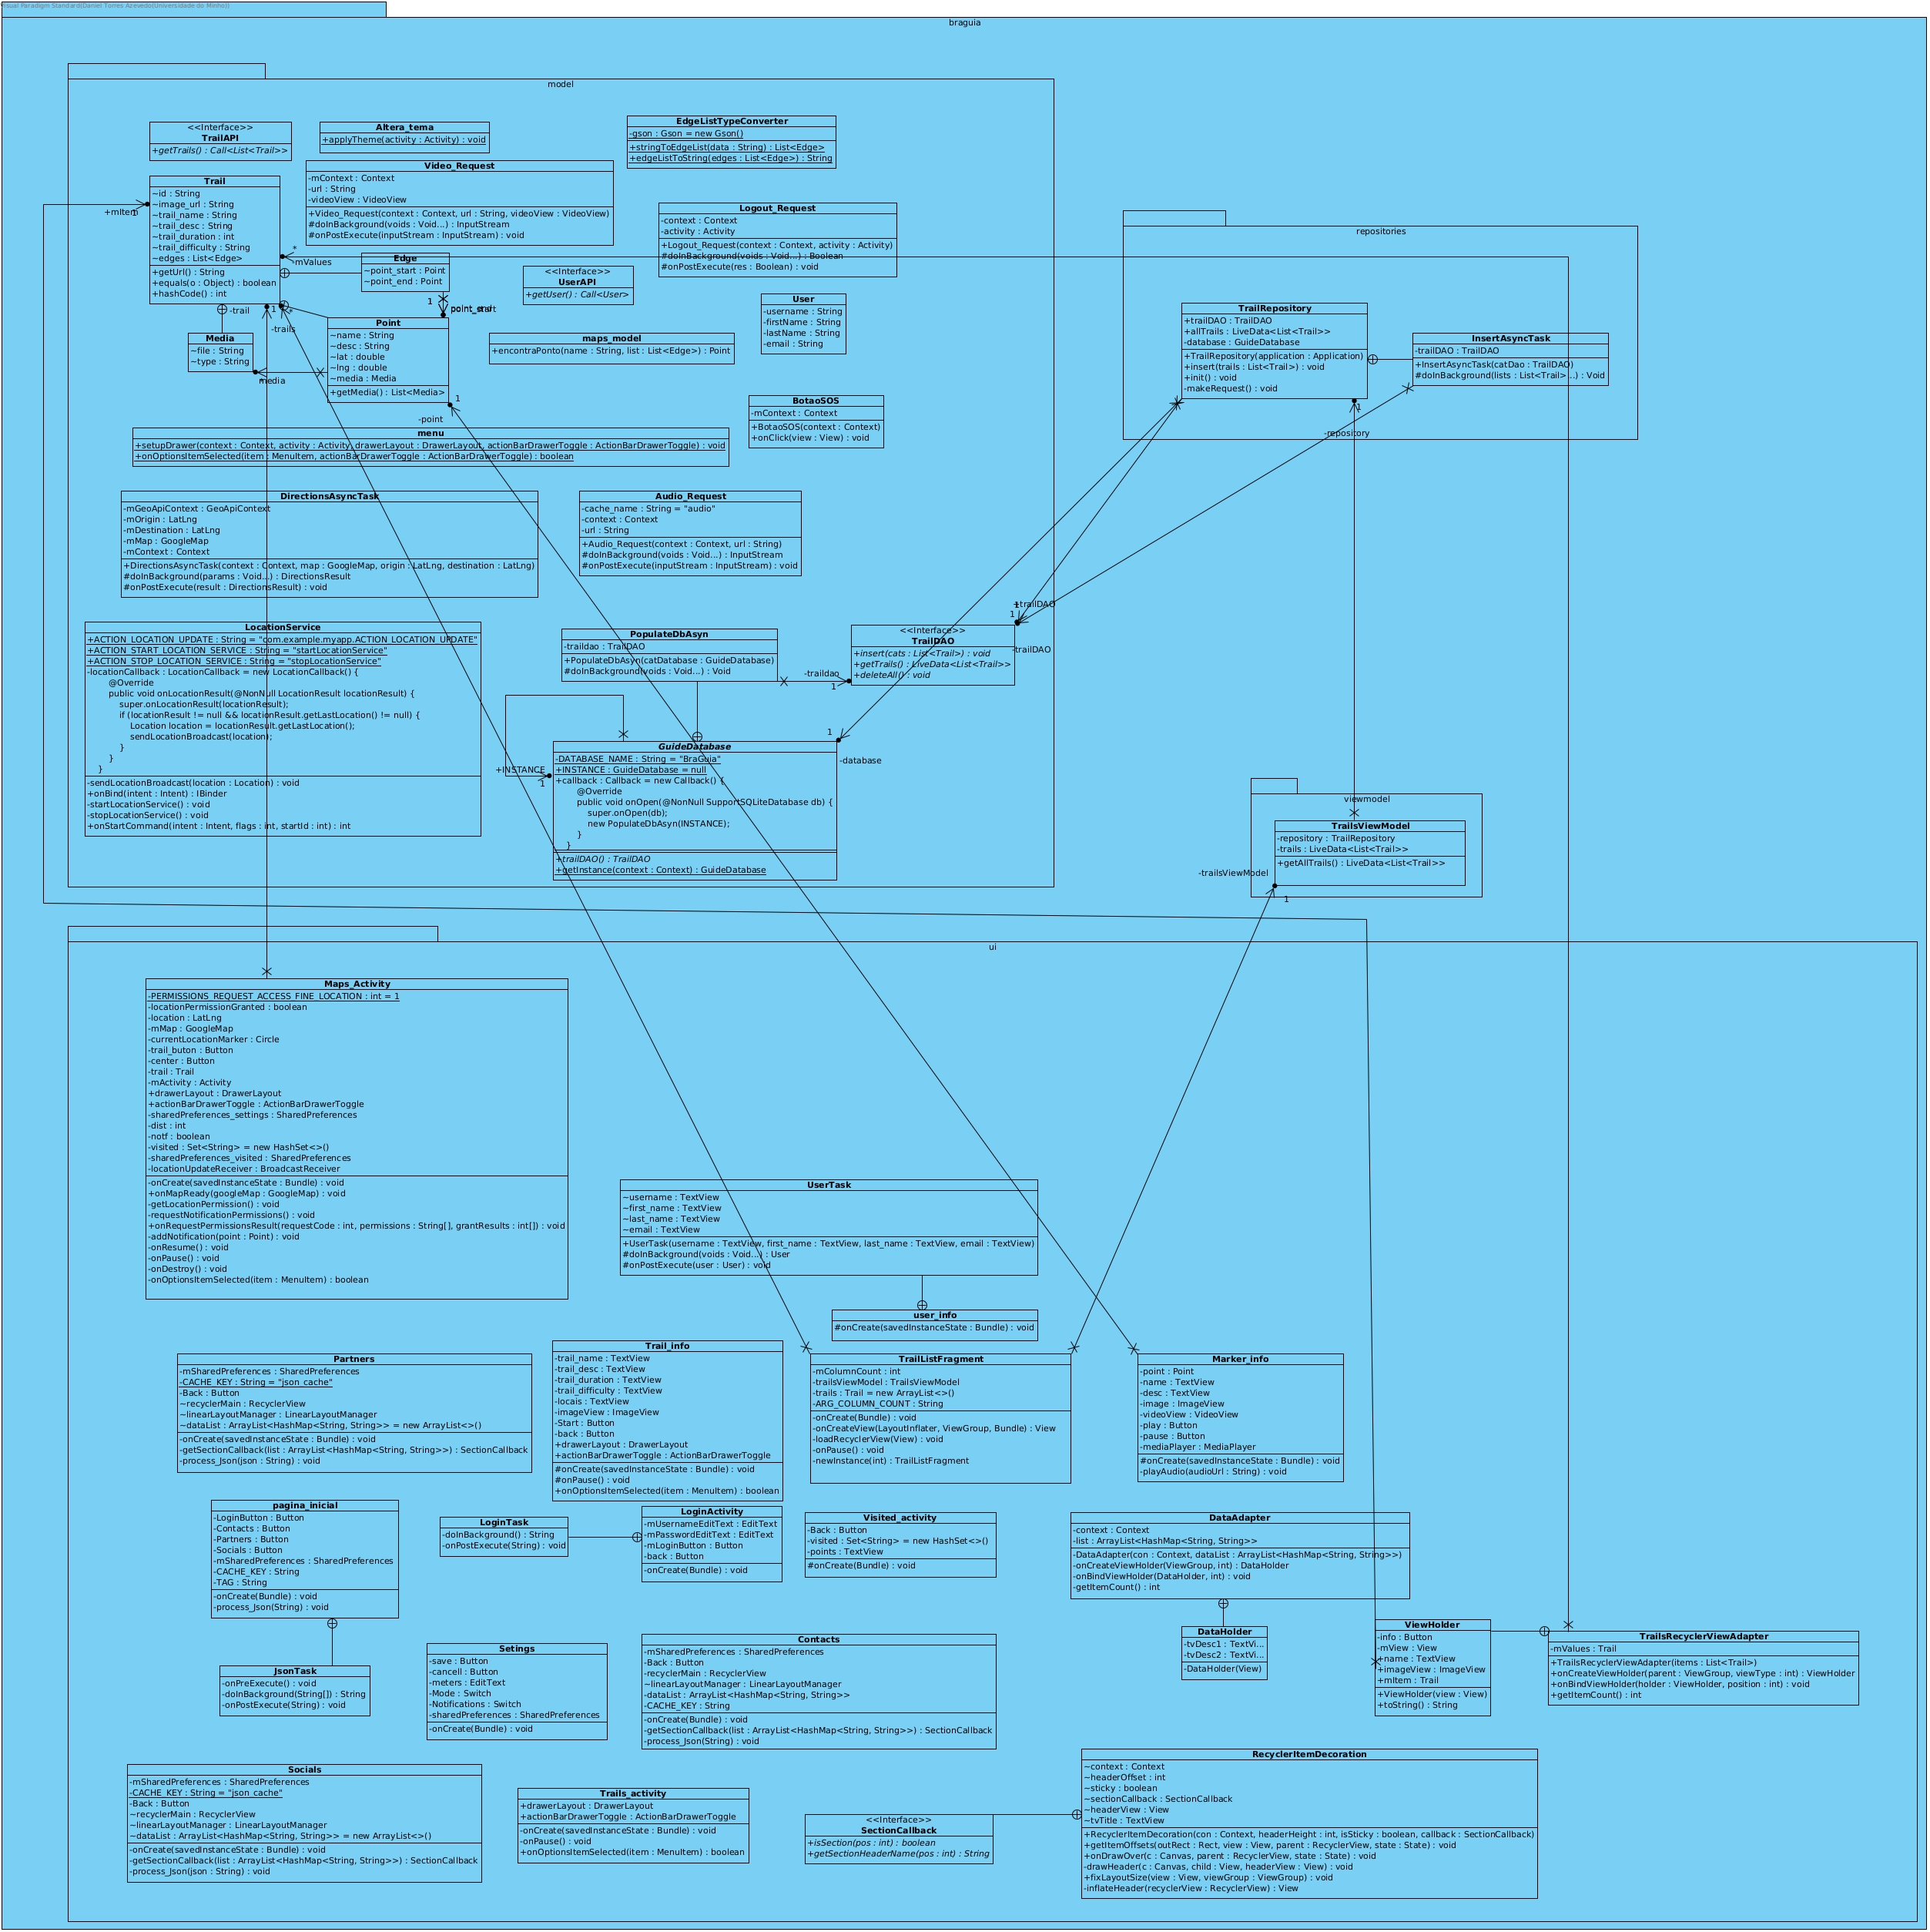 Visual Paradigm Standard(Daniel Torres Azevedo(Universidade do Minho))
braguia
model
<<Interface>>
TrailAPI
+getTrails() : Call<List<Trail>>
Altera_tema
+applyTheme(activity : Activity) : void
EdgeListTypeConverter
-gson : Gson = new Gson()
+stringToEdgeList(data : String) : List<Edge>
+edgeListToString(edges : List<Edge>) : String
Video_Request
-mContext : Context
-url : String
-videoView : VideoView
+Video_Request(context : Context, url : String, videoView : VideoView)
#doInBackground(voids : Void...) : InputStream
#onPostExecute(inputStream : InputStream) : void
Trail
~id : String
~image_url : String
~trail_name : String
~trail_desc : String
~trail_duration : int
~trail_difficulty : String
~edges : List<Edge>
+getUrl() : String
+equals(o : Object) : boolean
+hashCode() : int
+mItem
1
*
-mValues
Logout_Request
-context : Context
-activity : Activity
+Logout_Request(context : Context, activity : Activity)
#doInBackground(voids : Void...) : Boolean
#onPostExecute(res : Boolean) : void
Edge
~point_start : Point
~point_end : Point
<<Interface>>
UserAPI
+getUser() : Call<User>
User
-username : String
-firstName : String
-lastName : String
-email : String
-trail
1
*
-trails
1
Media
~file : String
~type : String
-media
Point
~name : String
~desc : String
~lat : double
~lng : double
~media : Media
+getMedia() : List<Media>
1
-point
maps_model
+encontraPonto(name : String, list : List<Edge>) : Point
BotaoSOS
-mContext : Context
+BotaoSOS(context : Context)
+onClick(view : View) : void
menu
+setupDrawer(context : Context, activity : Activity, drawerLayout : DrawerLayout, actionBarDrawerToggle : ActionBarDrawerToggle) : void
+onOptionsItemSelected(item : MenuItem, actionBarDrawerToggle : ActionBarDrawerToggle) : boolean
DirectionsAsyncTask
-mGeoApiContext : GeoApiContext
-mOrigin : LatLng
-mDestination : LatLng
-mMap : GoogleMap
-mContext : Context
+DirectionsAsyncTask(context : Context, map : GoogleMap, origin : LatLng, destination : LatLng)
#doInBackground(params : Void...) : DirectionsResult
#onPostExecute(result : DirectionsResult) : void
Audio_Request
-cache_name : String = "audio"
-context : Context
-url : String
+Audio_Request(context : Context, url : String)
#doInBackground(voids : Void...) : InputStream
#onPostExecute(inputStream : InputStream) : void
LocationService
+ACTION_LOCATION_UPDATE : String = "com.example.myapp.ACTION_LOCATION_UPDATE"
+ACTION_START_LOCATION_SERVICE : String = "startLocationService"
+ACTION_STOP_LOCATION_SERVICE : String = "stopLocationService"
-locationCallback : LocationCallback = new LocationCallback() {
@Override
public void onLocationResult(@NonNull LocationResult locationResult) {
super.onLocationResult(locationResult);
if (locationResult != null && locationResult.getLastLocation() != null) {
Location location = locationResult.getLastLocation();
sendLocationBroadcast(location);
}
}
}
-sendLocationBroadcast(location : Location) : void
+onBind(intent : Intent) : IBinder
-startLocationService() : void
-stopLocationService() : void
+onStartCommand(intent : Intent, flags : int, startId : int) : int
PopulateDbAsyn
-traildao : TrailDAO
+PopulateDbAsyn(catDatabase : GuideDatabase)
#doInBackground(voids : Void...) : Void
-traildao
1
<<Interface>>
TrailDAO
+insert(cats : List<Trail>) : void
+getTrails() : LiveData<List<Trail>>
+deleteAll() : void
+trailDAO
1
-trailDAO
GuideDatabase
-DATABASE_NAME : String = "BraGuia"
+INSTANCE : GuideDatabase = null
+callback : Callback = new Callback() {
@Override
public void onOpen(@NonNull SupportSQLiteDatabase db) {
super.onOpen(db);
new PopulateDbAsyn(INSTANCE);
}
}
+trailDAO() : TrailDAO
+getInstance(context : Context) : GuideDatabase
+INSTANCE
1
1
-database
repositories
TrailRepository
+trailDAO : TrailDAO
+allTrails : LiveData<List<Trail>>
-database : GuideDatabase
+TrailRepository(application : Application)
+insert(trails : List<Trail>) : void
+init() : void
-makeRequest() : void
InsertAsyncTask
-trailDAO : TrailDAO
+InsertAsyncTask(catDao : TrailDAO)
#doInBackground(lists : List<Trail>...) : Void
1
-repository
viewmodel
TrailsViewModel
-repository : TrailRepository
-trails : LiveData<List<Trail>>
+getAllTrails() : LiveData<List<Trail>>
-trailsViewModel
1
ui
Maps_Activity
-PERMISSIONS_REQUEST_ACCESS_FINE_LOCATION : int = 1
-locationPermissionGranted : boolean
-location : LatLng
-mMap : GoogleMap
-currentLocationMarker : Circle
-trail_buton : Button
-center : Button
-trail : Trail
-mActivity : Activity
+drawerLayout : DrawerLayout
+actionBarDrawerToggle : ActionBarDrawerToggle
-sharedPreferences_settings : SharedPreferences
-dist : int
-notf : boolean
-visited : Set<String> = new HashSet<>()
-sharedPreferences_visited : SharedPreferences
-locationUpdateReceiver : BroadcastReceiver
-onCreate(savedInstanceState : Bundle) : void
+onMapReady(googleMap : GoogleMap) : void
-getLocationPermission() : void
-requestNotificationPermissions() : void
+onRequestPermissionsResult(requestCode : int, permissions : String[], grantResults : int[]) : void
-addNotification(point : Point) : void
-onResume() : void
-onPause() : void
-onDestroy() : void
-onOptionsItemSelected(item : MenuItem) : boolean
UserTask
~username : TextView
~first_name : TextView
~last_name : TextView
~email : TextView
+UserTask(username : TextView, first_name : TextView, last_name : TextView, email : TextView)
#doInBackground(voids : Void...) : User
#onPostExecute(user : User) : void
user_info
#onCreate(savedInstanceState : Bundle) : void
Partners
-mSharedPreferences : SharedPreferences
-CACHE_KEY : String = "json_cache"
-Back : Button
~recyclerMain : RecyclerView
~linearLayoutManager : LinearLayoutManager
~dataList : ArrayList<HashMap<String, String>> = new ArrayList<>()
-onCreate(savedInstanceState : Bundle) : void
-getSectionCallback(list : ArrayList<HashMap<String, String>>) : SectionCallback
-process_Json(json : String) : void
Trail_info
-trail_name : TextView
-trail_desc : TextView
-trail_duration : TextView
-trail_difficulty : TextView
-locais : TextView
-imageView : ImageView
-Start : Button
-back : Button
+drawerLayout : DrawerLayout
+actionBarDrawerToggle : ActionBarDrawerToggle
#onCreate(savedInstanceState : Bundle) : void
#onPause() : void
+onOptionsItemSelected(item : MenuItem) : boolean
TrailListFragment
-mColumnCount : int
-trailsViewModel : TrailsViewModel
-trails : Trail = new ArrayList<>()
-ARG_COLUMN_COUNT : String
-onCreate(Bundle) : void
-onCreateView(LayoutInflater, ViewGroup, Bundle) : View
-loadRecyclerView(View) : void
-onPause() : void
-newInstance(int) : TrailListFragment
Marker_info
-point : Point
-name : TextView
-desc : TextView
-image : ImageView
-videoView : VideoView
-play : Button
-pause : Button
-mediaPlayer : MediaPlayer
#onCreate(savedInstanceState : Bundle) : void
-playAudio(audioUrl : String) : void
pagina_inicial
-LoginButton : Button
-Contacts : Button
-Partners : Button
-Socials : Button
-mSharedPreferences : SharedPreferences
-CACHE_KEY : String
-TAG : String
-onCreate(Bundle) : void
-process_Json(String) : void
LoginTask
-doInBackground() : String
-onPostExecute(String) : void
LoginActivity
-mUsernameEditText : EditText
-mPasswordEditText : EditText
-mLoginButton : Button
-back : Button
-onCreate(Bundle) : void
Visited_activity
-Back : Button
-visited : Set<String> = new HashSet<>()
-points : TextView
#onCreate(Bundle) : void
DataAdapter
-context : Context
-list : ArrayList<HashMap<String, String>>
-DataAdapter(con : Context, dataList : ArrayList<HashMap<String, String>>)
-onCreateViewHolder(ViewGroup, int) : DataHolder
-onBindViewHolder(DataHolder, int) : void
-getItemCount() : int
JsonTask
-onPreExecute() : void
-doInBackground(String[]) : String
-onPostExecute(String) : void
Setings
-save : Button
-cancell : Button
-meters : EditText
-Mode : Switch
-Notifications : Switch
-sharedPreferences : SharedPreferences
-onCreate(Bundle) : void
Contacts
-mSharedPreferences : SharedPreferences
-Back : Button
-recyclerMain : RecyclerView
~linearLayoutManager : LinearLayoutManager
-dataList : ArrayList<HashMap<String, String>>
-CACHE_KEY : String
-onCreate(Bundle) : void
-getSectionCallback(list : ArrayList<HashMap<String, String>>) : SectionCallback
-process_Json(String) : void
DataHolder
-tvDesc1 : TextVi...
-tvDesc2 : TextVi...
-DataHolder(View)
ViewHolder
-info : Button
-mView : View
+name : TextView
+imageView : ImageView
+mItem : Trail
+ViewHolder(view : View)
+toString() : String
TrailsRecyclerViewAdapter
-mValues : Trail
+TrailsRecyclerViewAdapter(items : List<Trail>)
+onCreateViewHolder(parent : ViewGroup, viewType : int) : ViewHolder
+onBindViewHolder(holder : ViewHolder, position : int) : void
+getItemCount() : int
Socials
-mSharedPreferences : SharedPreferences
-CACHE_KEY : String = "json_cache"
-Back : Button
~recyclerMain : RecyclerView
~linearLayoutManager : LinearLayoutManager
~dataList : ArrayList<HashMap<String, String>> = new ArrayList<>()
-onCreate(savedInstanceState : Bundle) : void
-getSectionCallback(list : ArrayList<HashMap<String, String>>) : SectionCallback
-process_Json(json : String) : void
Trails_activity
+drawerLayout : DrawerLayout
+actionBarDrawerToggle : ActionBarDrawerToggle
-onCreate(savedInstanceState : Bundle) : void
-onPause() : void
+onOptionsItemSelected(item : MenuItem) : boolean
<<Interface>>
SectionCallback
+isSection(pos : int) : boolean
+getSectionHeaderName(pos : int) : String
RecyclerItemDecoration
~context : Context
~headerOffset : int
~sticky : boolean
~sectionCallback : SectionCallback
~headerView : View
~tvTitle : TextView
+RecyclerItemDecoration(con : Context, headerHeight : int, isSticky : boolean, callback : SectionCallback)
+getItemOffsets(outRect : Rect, view : View, parent : RecyclerView, state : State) : void
+onDrawOver(c : Canvas, parent : RecyclerView, state : State) : void
-drawHeader(c : Canvas, child : View, headerView : View) : void
+fixLayoutSize(view : View, viewGroup : ViewGroup) : void
-inflateHeader(recyclerView : RecyclerView) : View